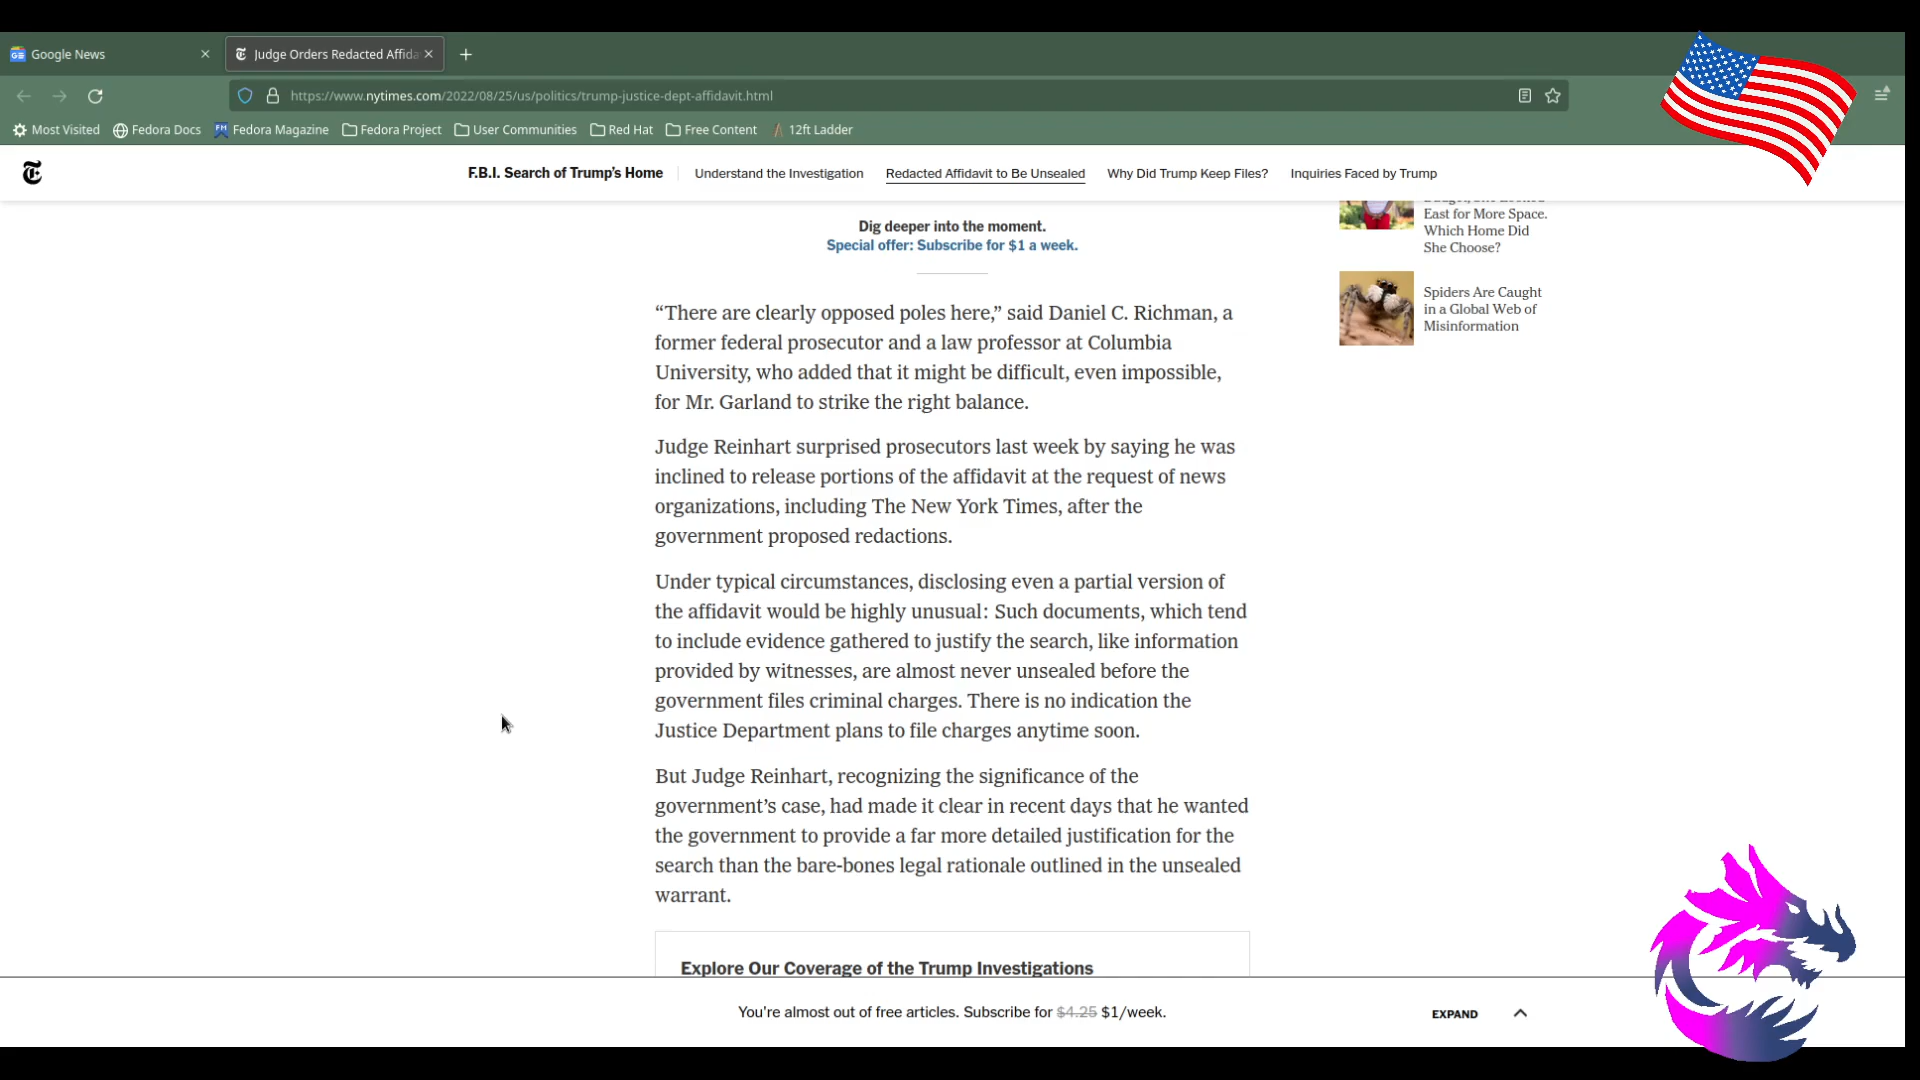 Google News
Judge Orders Redacted Affida
https://www.nytimes.com/2022/08/25/us/politics/trump-justice-dept-affidavit.html
Most Visited Fedora Docs Fedora Magazine Fedora Project User Communities Red Hat Free Content 12ft Ladder
F.B.I. Search of Trump's Home Understand the Investigation Redacted Affidavit to Be Unsealed Why Did Trump Keep Files? Inquiries Faced by Trump
Dig deeper into the moment.
Special offer: Subscribe for $1 a week.
“There are clearly opposed poles here,” said Daniel C. Richman, a
former federal prosecutor and a law professor at Columbia
University, who added that it might be difficult, even impossible,
for Mr. Garland to strike the right balance.
Judge Reinhart surprised prosecutors last week by saying he was
inclined to release portions of the affidavit at the request of news
organizations, including The New York Times, after the
government proposed redactions.
Under typical circumstances, disclosing even a partial version of
the affidavit would be highly unusual: Such documents, which tend
to include evidence gathered to justify the search, like information
provided by witnesses, are almost never unsealed before the
government files criminal charges. There is no indication the
Justice Department plans to file charges anytime soon.
But Judge Reinhart, recognizing the significance of the
government’s case, had made it clear in recent days that he wanted
the government to provide a far more detailed justification for the
search than the bare-bones legal rationale outlined in the unsealed
warrant.
Explore Our Coverage of the Trump Investigations
East for More Space.
Which Home Did
She Choose?
Spiders Are Caught
in a Global Web of
Misinformation
You're almost out of free articles. Subscribe for $4.25 $1/week.
EXPAND